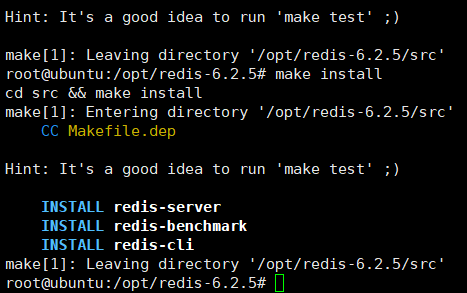 Hint: It's a good idea to run 'make test' ;)
make[1]: Leaving directory '/opt/redis-6.2.5/src'
root@ubuntu:/opt/redis-6.2.5# make install
cd src && make install
make[1]: Entering directory '/opt/redis-6.2.5/src'
CC Makefile.dep
Hint: It's a good idea to run 'make test' ;)
INSTALL redis-server
INSTALL redis-benchmark
INSTALL redis-cli
make[1]: Leaving directory '/opt/redis-6.2.5/src'
root@ubuntu:/opt/redis-6.2.5#